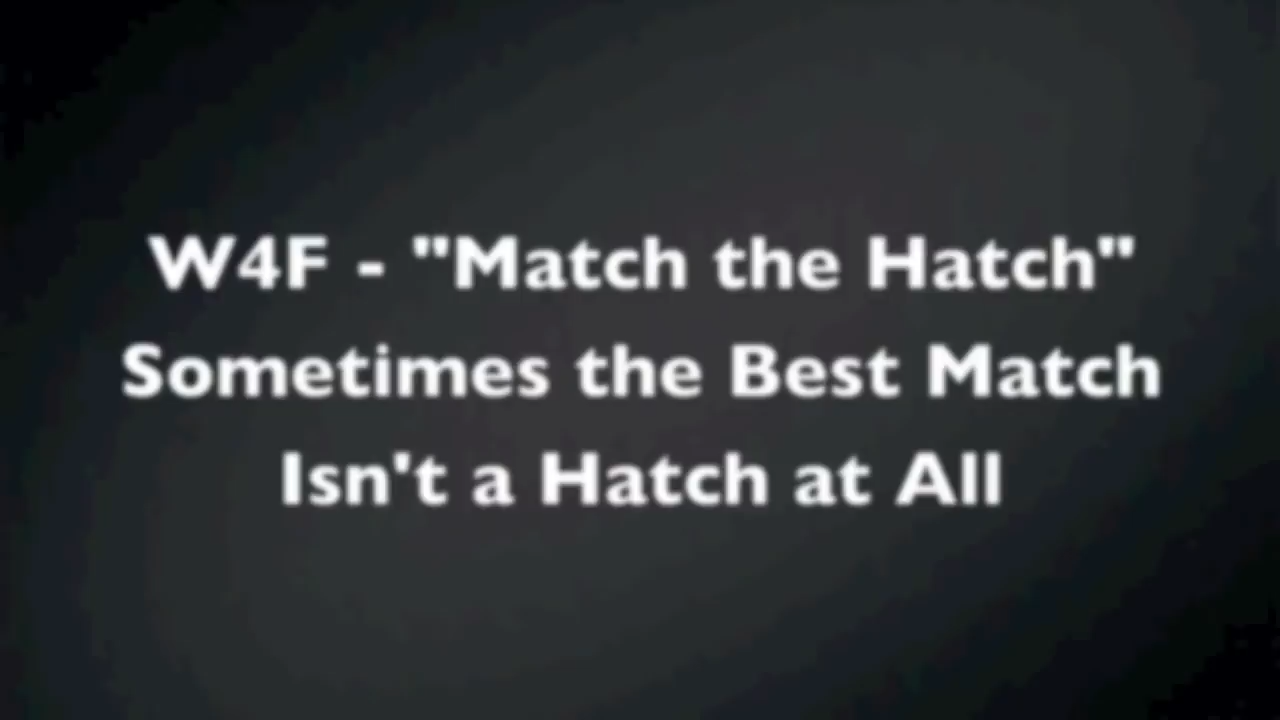 W4F - "Match the Hatch"
Sometimes the Best Match
Isn't a Hatch at All